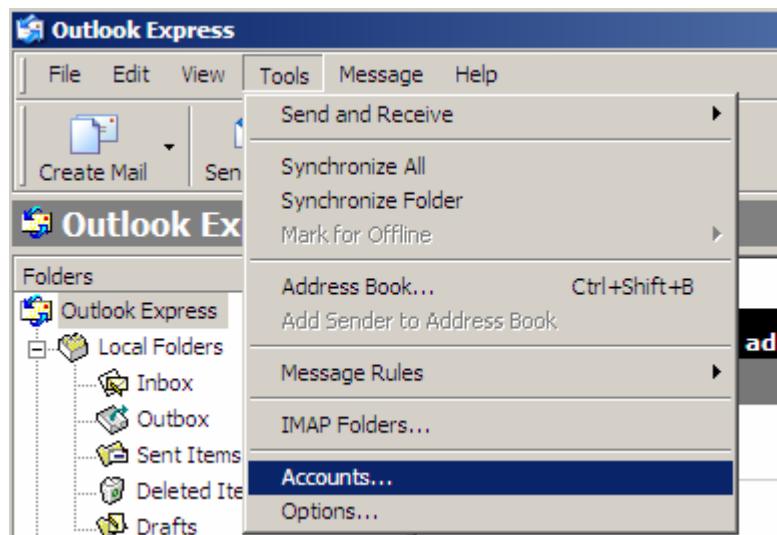 Outlook Express
File Edit View Tools Message Help
Create Mail
Send and Receive
Synchronize All
Synchronize Folder
Mark for Offline
Outlook Ex
Folders
Address Book... Ctrl+Shift+B
Add Sender to Address Book
Outlook Express
Local Folders
Message Rules
Inbox
Outbox
IMAP Folders...
Sent Items
Accounts...
Deleted Ite
Options...
Drafts
Sen
ad